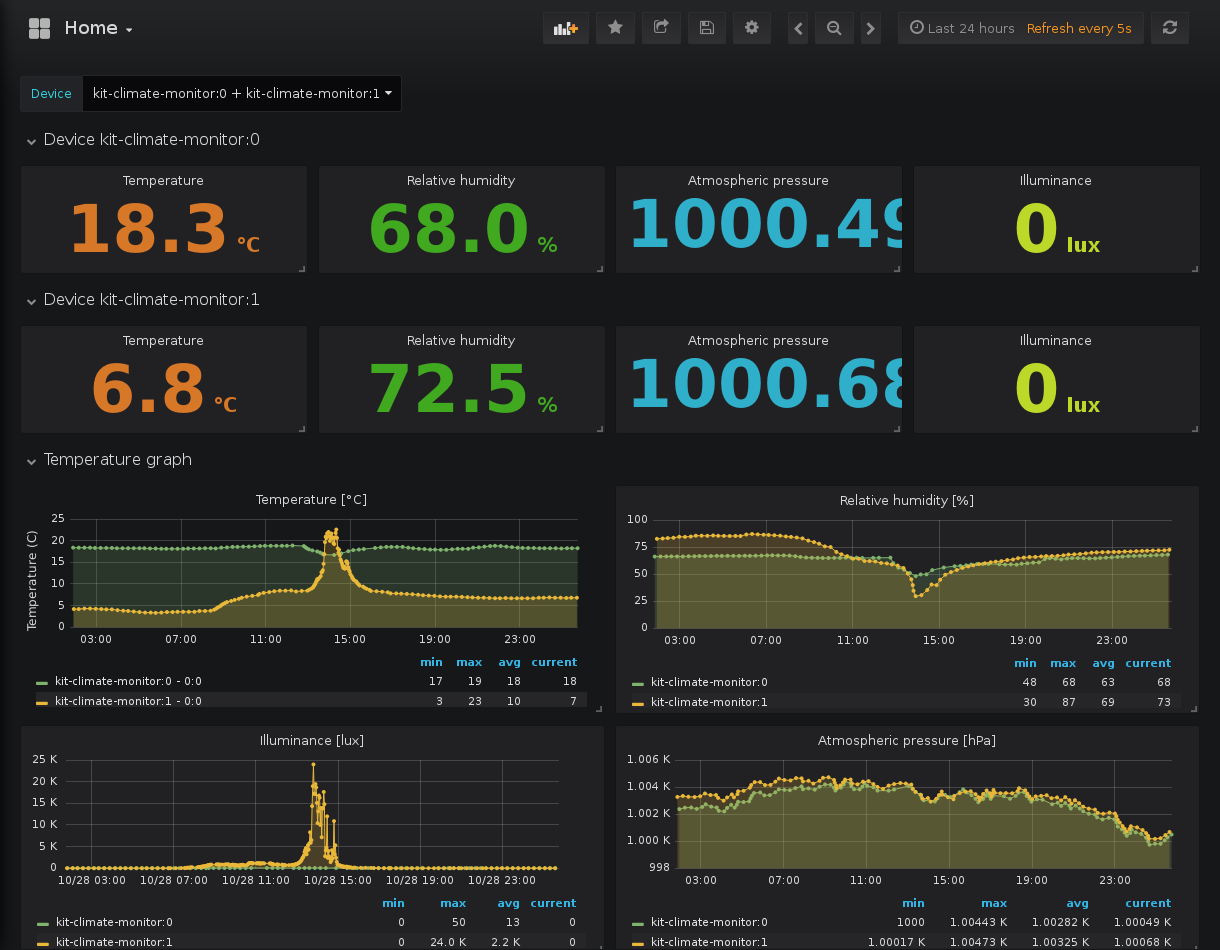 Home
Last 24 hours Refresh every 5s
Device kit-climate-monitor:0 + kit-climate-monitor:1
Device kit-climate-monitor:0
Temperature Relative humidity Atmospheric pressure Illuminance
18.3 °C 68.0 % 1000.49 0 lux
Device kit-climate-monitor:1
Temperature Relative humidity Atmospheric pressure Illuminance
6.8 °C 72.5 % 1000.68 0 lux
Temperature graph
Temperature [°C]
Temperature (C)
25
20
15
10
5
0
03:00 07:00 11:00 15:00 19:00 23:00
min max avg current
kit-climate-monitor:0 - 0:0 17 19 18 18
kit-climate-monitor:1 - 0:0 3 23 10 7
Relative humidity [%]
100
75
50
25
0
03:00 07:00 11:00 15:00 19:00 23:00
min max avg current
kit-climate-monitor:0 48 68 63 68
kit-climate-monitor:1 30 87 69 73
Illuminance [lux]
25 K
20 K
15 K
10 K
5 K
0
10/28 03:00 10/28 07:00 10/28 11:00 10/28 15:00 10/28 19:00 10/28 23:00
min max avg current
kit-climate-monitor:0 0 50 13 0
kit-climate-monitor:1 0 24.0 K 2.2 K 0
Atmospheric pressure [hPa]
1.006 K
1.004 K
1.002 K
1.000 K
998
03:00 07:00 11:00 15:00 19:00 23:00
min max avg current
kit-climate-monitor:0 1000 1.00443 K 1.00282 K 1.00049 K
kit-climate-monitor:1 1.00017 K 1.00473 K 1.00325 K 1.00068 K